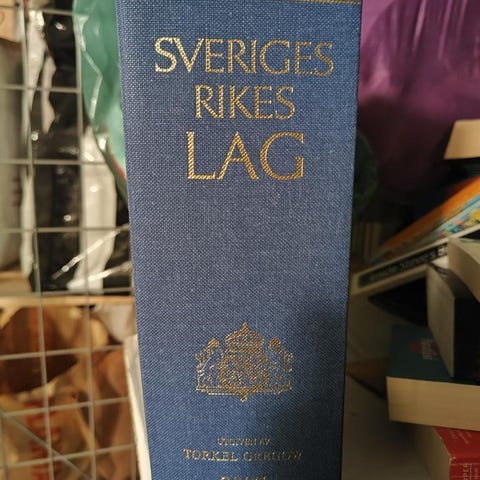 SVERIGES
RIKES
LAG
UTGIVEN AV
TORKEL GREGOW